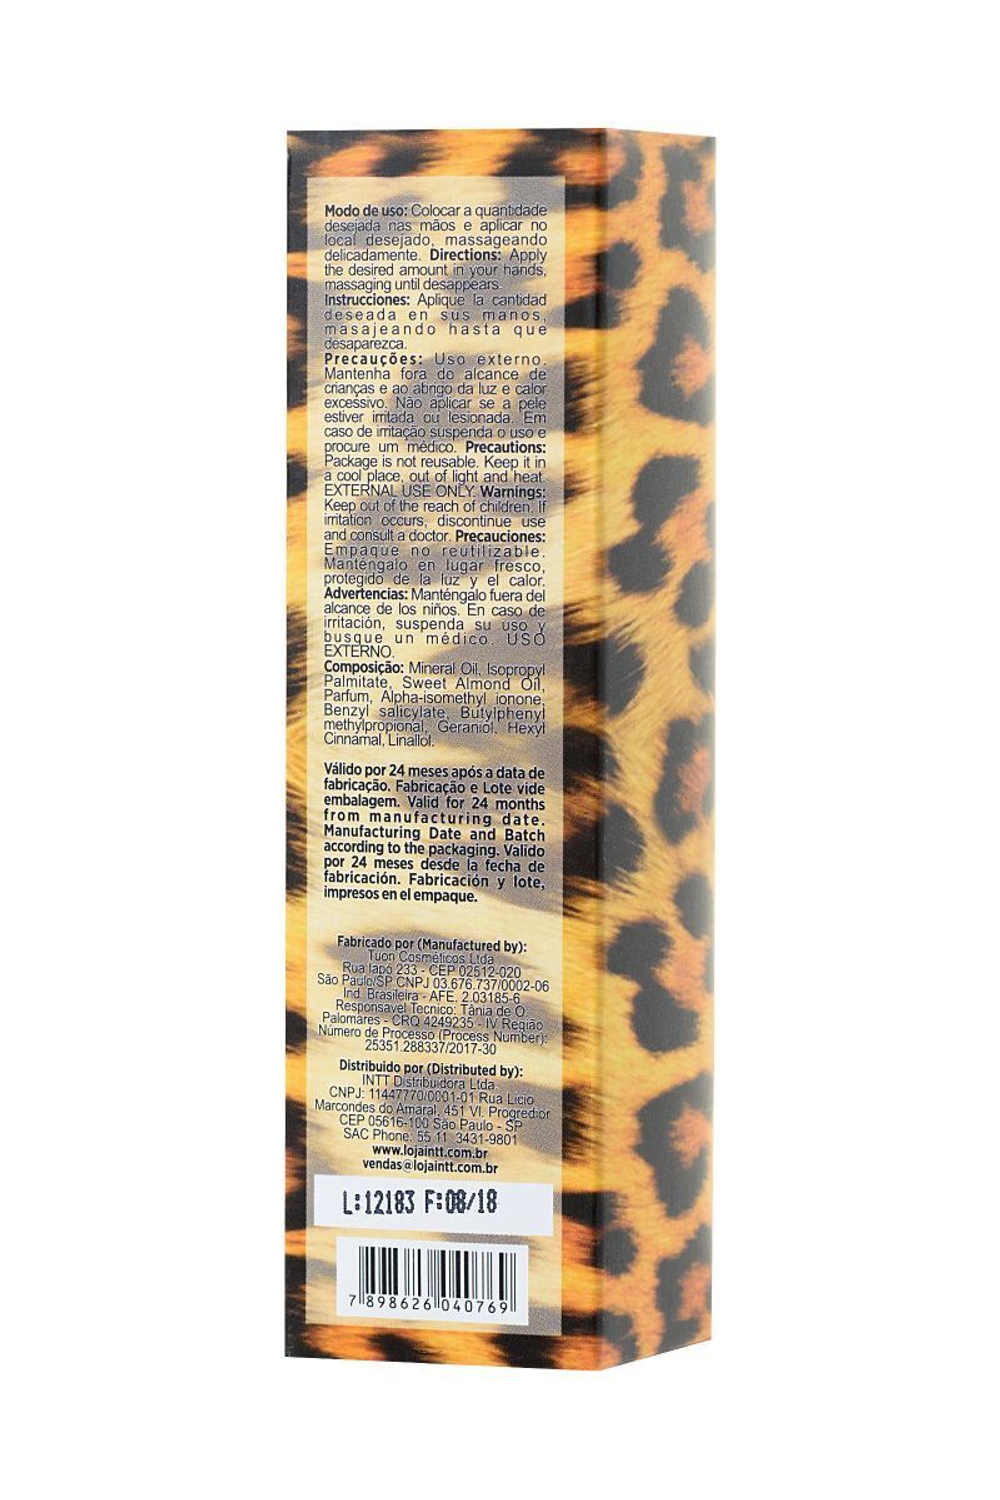 Modo de uso: Colocar a quantidade
desejada nas mãos e aplicar no
local desejado, massageando
delicadamente. Directions: Apply
the desired amount in your hands,
massaging until desappears.
Instrucciones: Aplique la cantidad
deseada en sus manos,
masajeando hasta que
desaparezca.
Precauções: Uso externo.
Mantenha fora do alcance de
crianças e ao abrigo da luz e calor
excessivo. Não aplicar se a pele
estiver irritada ou lesionada. Em
caso de irritação suspenda o uso e
procure um médico. Precautions:
Package is not reusable. Keep it in
a cool place, out of light and heat.
EXTERNAL USE ONLY. Warnings:
Keep out of the reach of children. If
irritation occurs, discontinue use
and consult a doctor. Precauciones:
Empaque no reutilizable.
Manténgalo en lugar fresco,
protegido de la luz y el calor.
Advertencias: Manténgalo fuera del
alcance de los niños. En caso de
irritación, suspenda su uso y
busque un médico. USO
EXTERNO.
Composição: Mineral Oil, Isopropyl
Palmitate, Sweet Almond Oil,
Parfum, Alpha-isomethyl ionone,
Benzyl salicylate, Butylphenyl
methylpropional, Geraniol, Hexyl
Cinnamal, Linallol.
Válido por 24 meses após a data de
fabricação. Fabricação e Lote vide
embalagem. Valid for 24 months
from manufacturing date.
Manufacturing Date and Batch
according to the packaging. Valido
por 24 meses desde la fecha de
fabricación. Fabricación y lote,
impresos en el empaque.
Fabricado por (Manufactured by):
Tuon Cosméticos Ltda
Rua Iapó 233 - CEP 02512-020
São Paulo/SP CNPJ 03.676.737/0002-06
Ind. Brasileira - AFE. 2.03185-6
Responsavel Tecnico: Tânia de O.
Palomares - CRQ 4249235 - IV Região
Número de Processo (Process Number):
25351.288337/2017-30
Distribuido por (Distributed by):
INTT Distribuidora Ltda.
CNPJ: 11447770/0001-01 Rua Lício
Marcondes do Amaral, 451 Vl. Progredior
CEP 05616-100 São Paulo - SP
SAC Phone: 55 11 3431-9801
www.lojaintt.com.br
vendas@lojaintt.com.br
L:12183 F:08/18
7 898626 040769